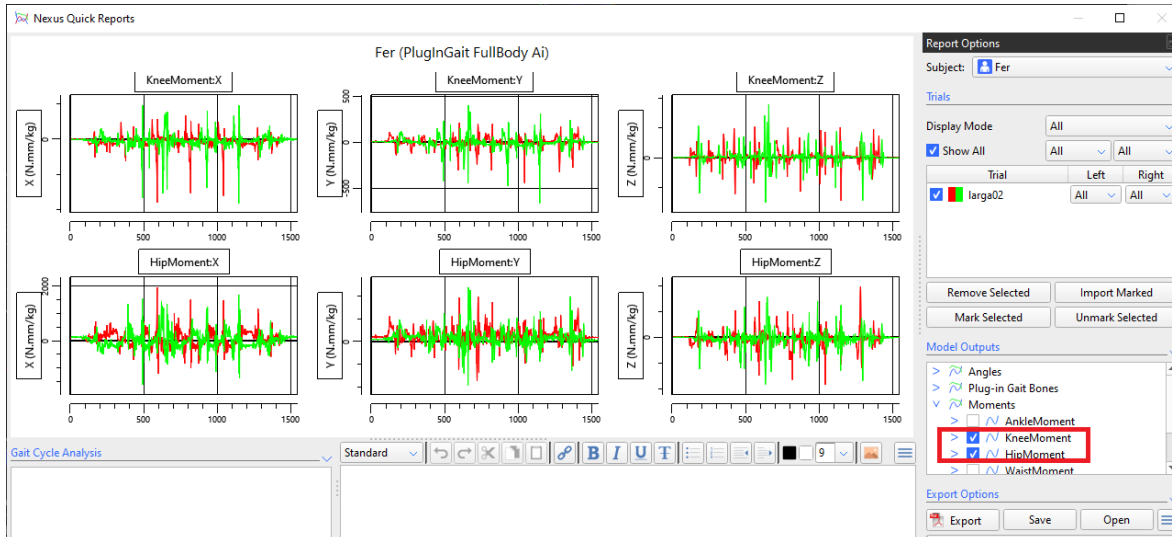 Nexus Quick Reports
Fer (PlugInGait FullBody Ai)
KneeMoment:X
X (N.mm/kg)
0
0 500 1000 1500
KneeMoment:Y
Y (N.mm/kg)
500
0
-500
0 500 1000 1500
KneeMoment:Z
Z (N.mm/kg)
0
0 500 1000 1500
HipMoment:X
X (N.mm/kg)
2000
0
0 500 1000 1500
HipMoment:Y
Y (N.mm/kg)
0
0 500 1000 1500
HipMoment:Z
Z (N.mm/kg)
0
0 500 1000 1500
Gait Cycle Analysis
Standard
B I U T
9
Report Options
Subject: Fer
Trials
Display Mode All
Show All All All
Trial Left Right
larga02 All All
Remove Selected Import Marked
Mark Selected Unmark Selected
Model Outputs
Angles
Plug-in Gait Bones
Moments
AnkleMoment
KneeMoment
HipMoment
WaistMoment
Export Options
Export Save Open